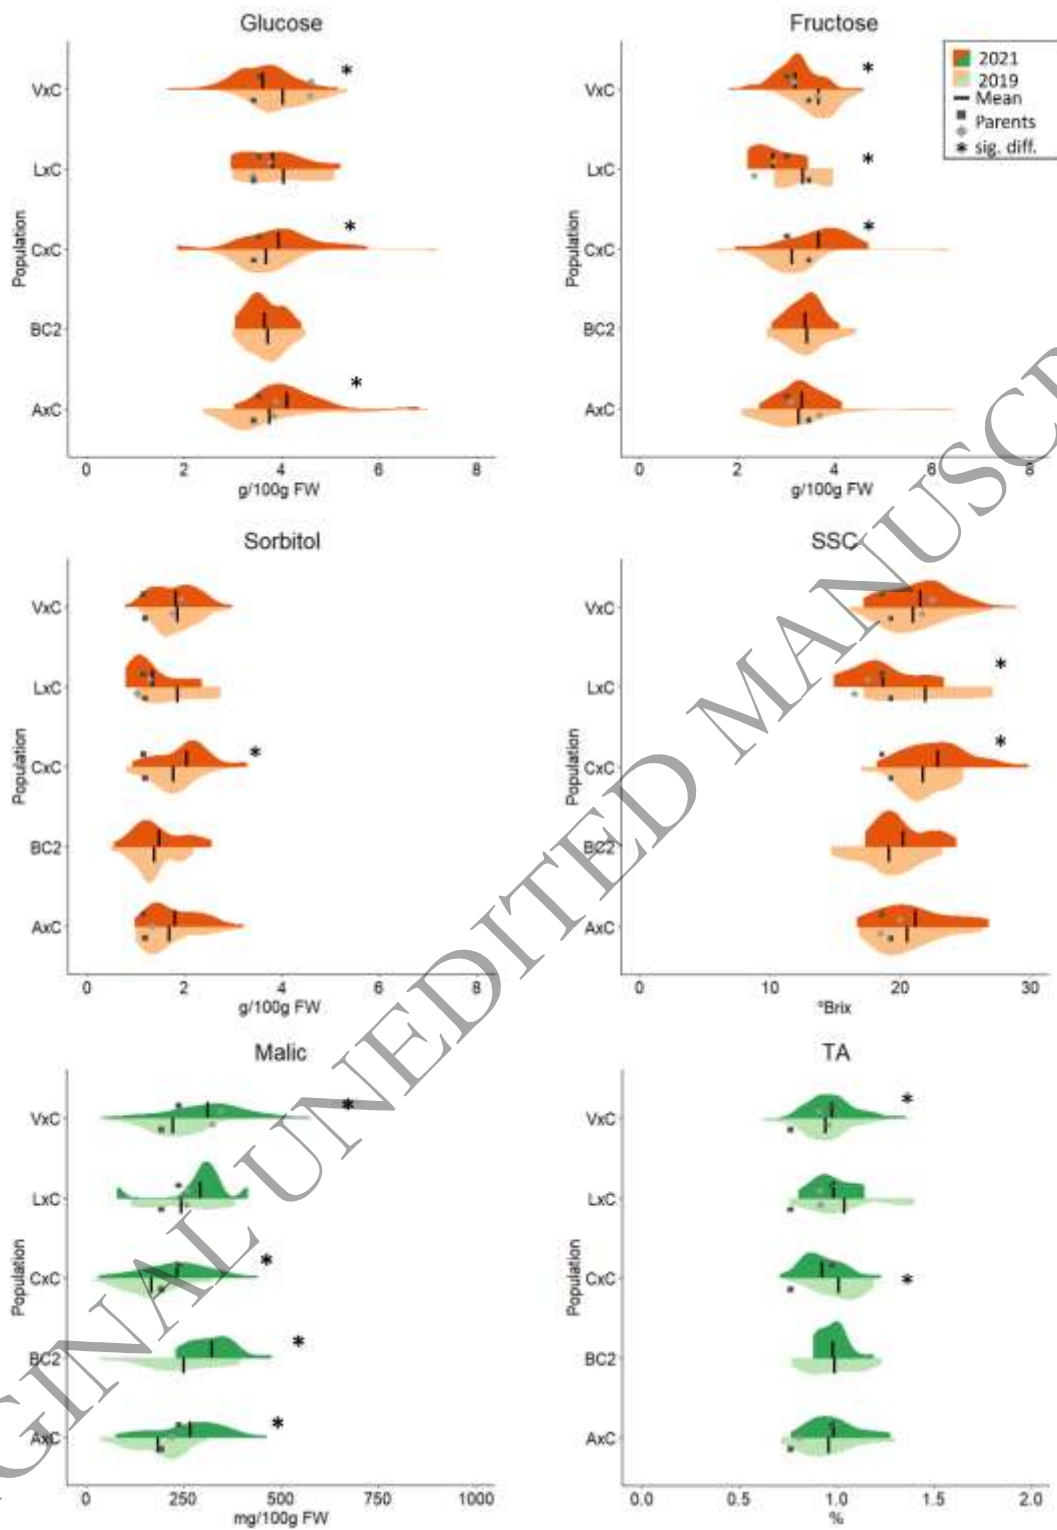 Glucose
Fructose
2021
2019
Mean
Parents
* sig. diff.
Population
VxC
*
LxC
CxC
*
BC2
AxC
*
0 2 4 6 8
g/100g FW
Population
VxC
*
LxC
*
CxC
*
BC2
AxC
0 2 4 6 8
g/100g FW
Sorbitol
SSC
Population
VxC
LxC
CxC
*
BC2
AxC
0 2 4 6 8
g/100g FW
Population
VxC
LxC
*
CxC
*
BC2
AxC
0 10 20 30
ºBrix
Malic
TA
Population
VxC
*
LxC
CxC
*
BC2
*
AxC
*
0 250 500 750 1000
mg/100g FW
Population
VxC
*
LxC
CxC
*
BC2
AxC
0.0 0.5 1.0 1.5 2.0
%
GINAL UNEDITED MANUSC